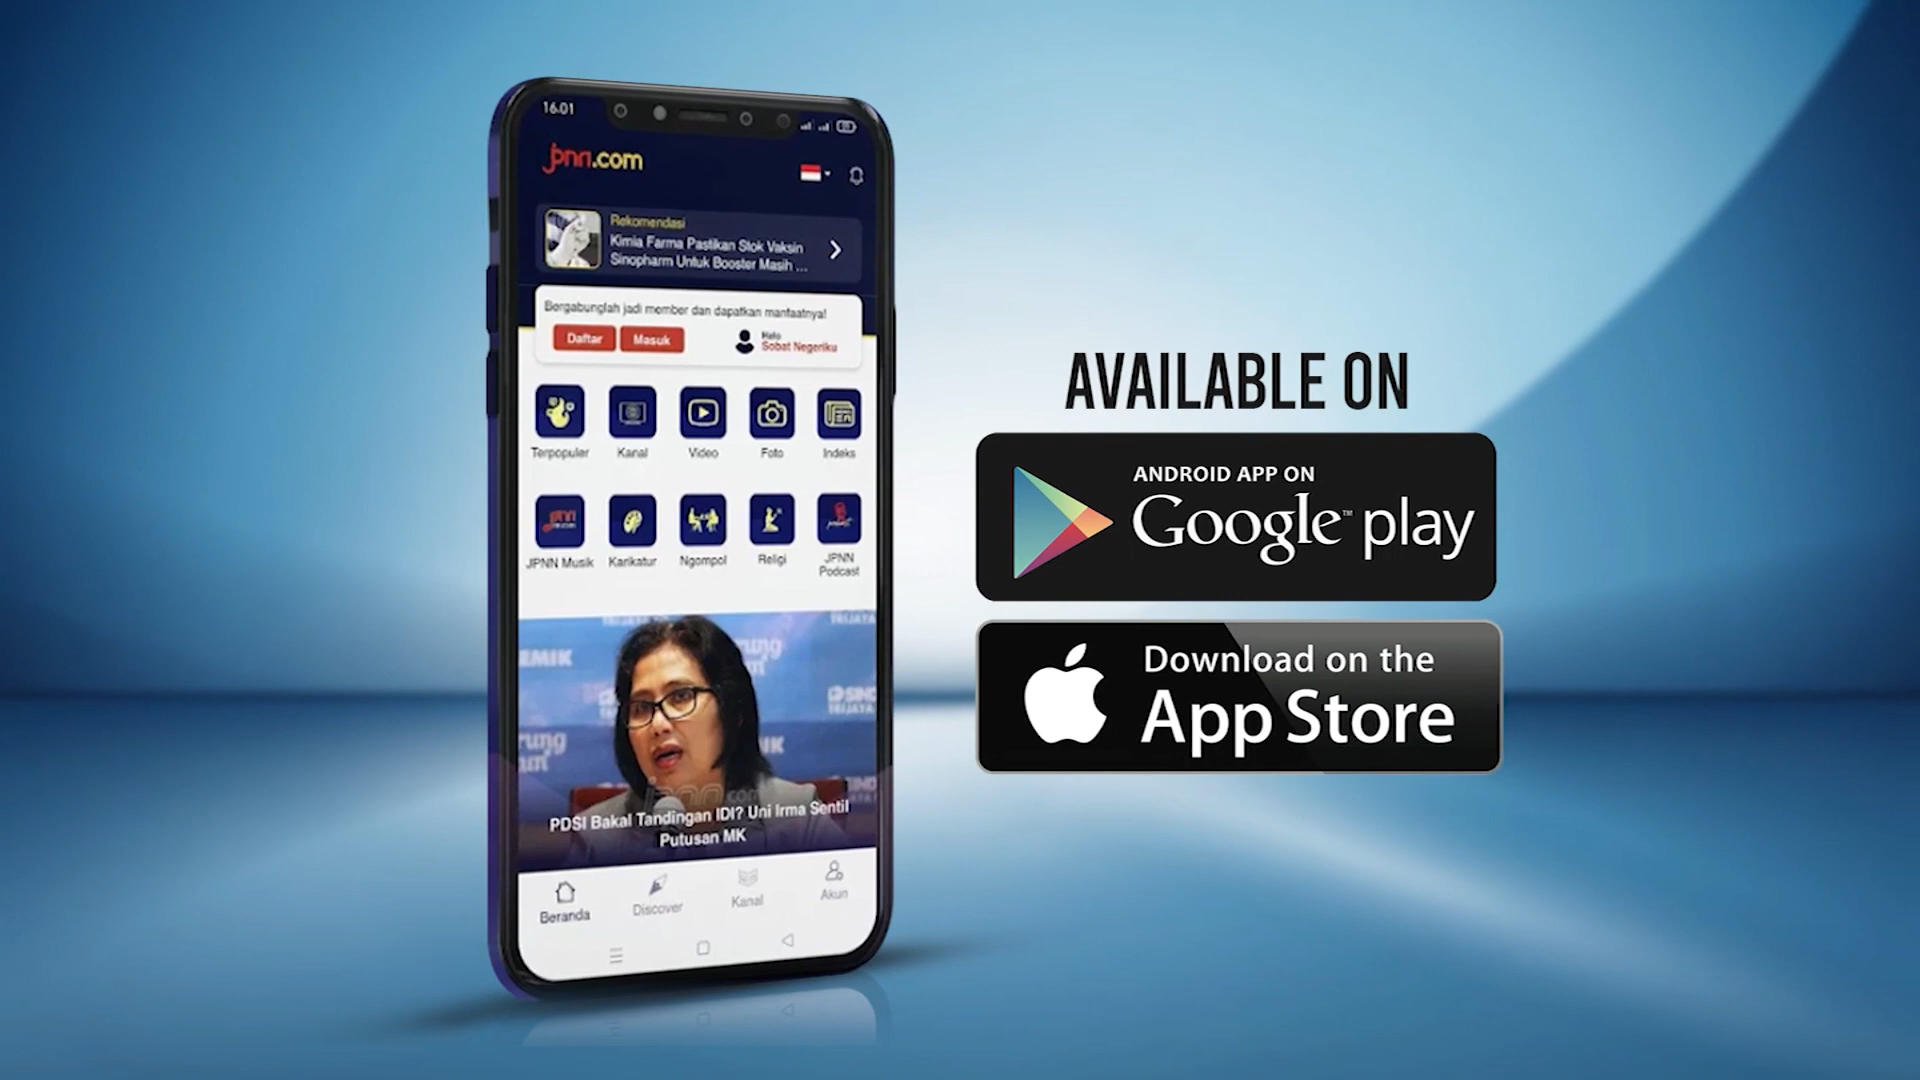 16.01
jpnn.com
Rekomendasi
Kimia Farma Pastikan Stok Vaksin
Sinopharm Untuk Booster Masih ...
Bergabunglah jadi member dan dapatkan manfaatnya!
Daftar
Masuk
Halo
Sobat Negeriku
Terpopuler
Kanal
Video
Foto
Indeks
JPNN Musik
Karikatur
Ngompol
Religi
JPNN
Podcast
PDSI Bakal Tandingan IDI? Uni Irma Sentil
Putusan MK
Beranda
Discover
Kanal
Akun
AVAILABLE ON
ANDROID APP ON
Google™ play
Download on the
App Store